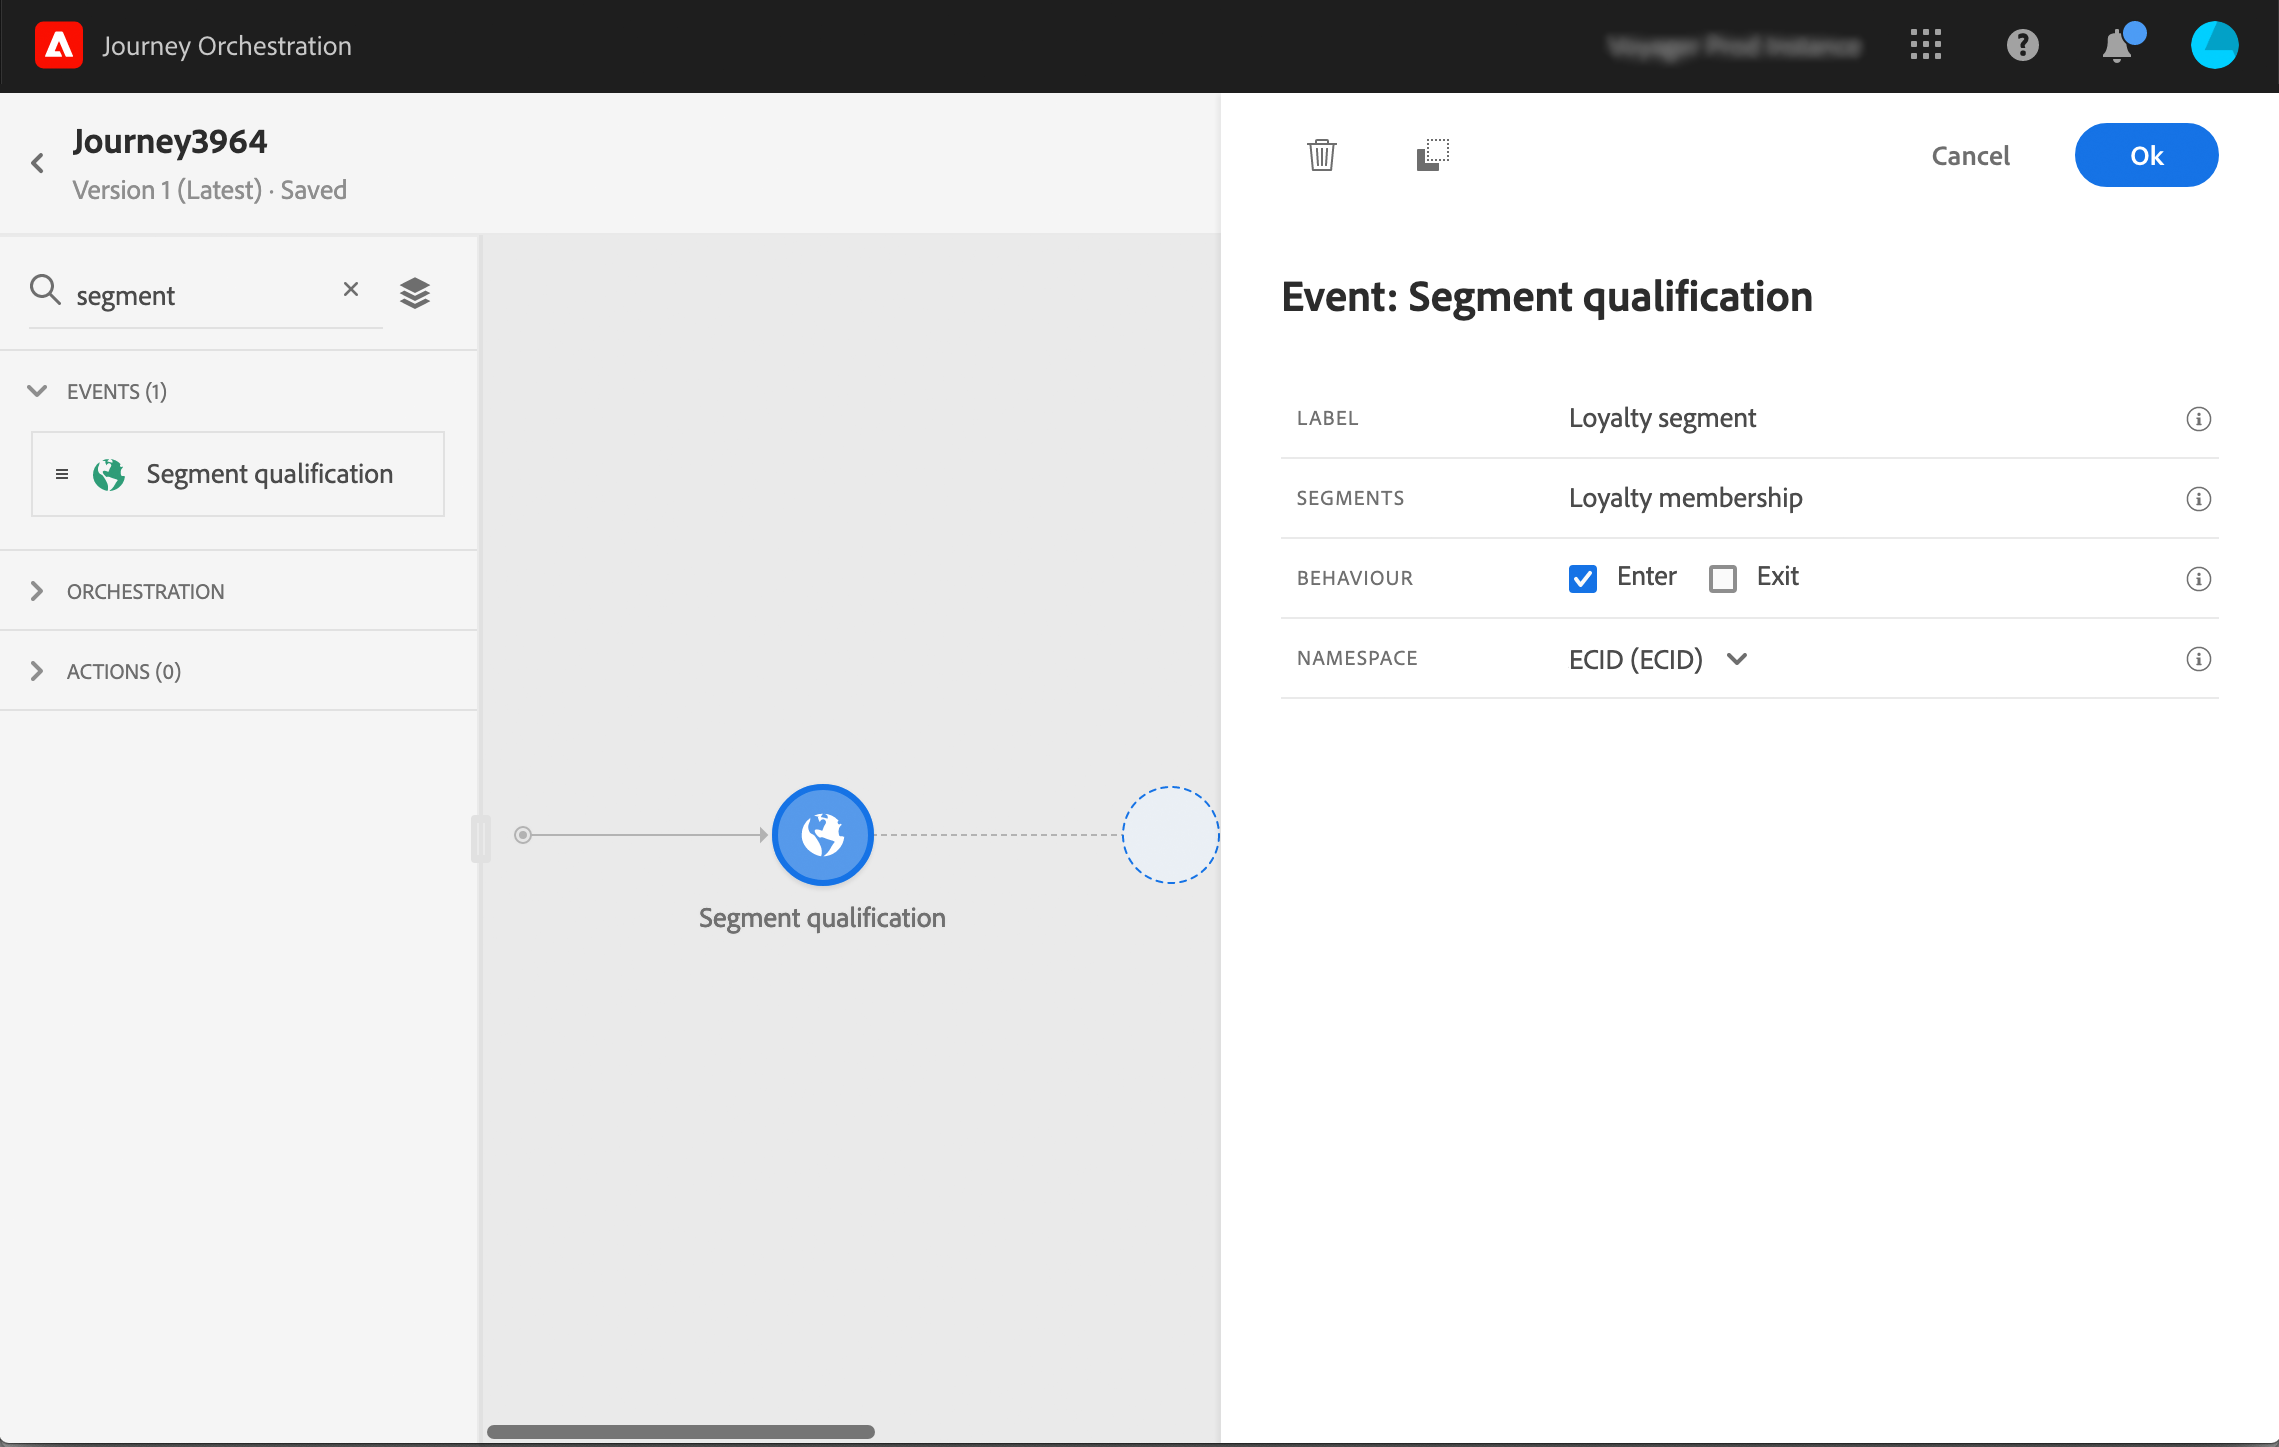 Journey Orchestration
Journey3964
Version 1 (Latest) · Saved
Cancel
Ok
segment
EVENTS (1)
Segment qualification
ORCHESTRATION
ACTIONS (0)
Segment qualification
Event: Segment qualification
LABEL Loyalty segment
SEGMENTS Loyalty membership
BEHAVIOUR Enter Exit
NAMESPACE ECID (ECID)